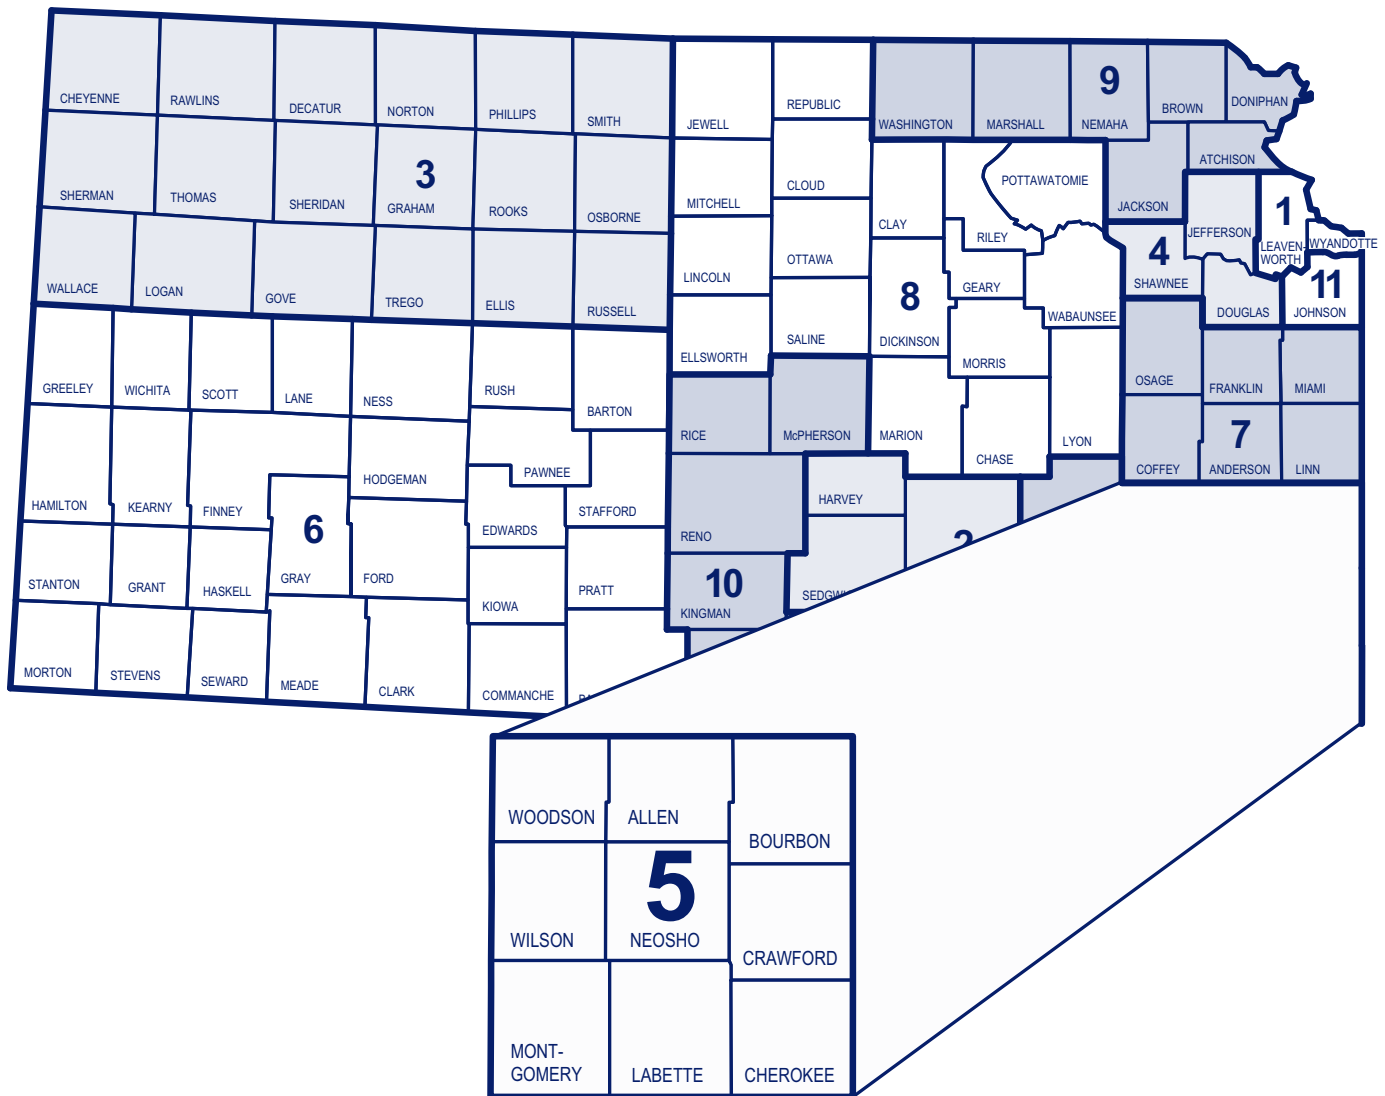 CHEYENNE
RAWLINS
DECATUR
NORTON
PHILLIPS
SMITH
JEWELL
REPUBLIC
WASHINGTON
MARSHALL
9
NEMAHA
BROWN
DONIPHAN
SHERMAN
THOMAS
SHERIDAN
3
GRAHAM
ROOKS
OSBORNE
MITCHELL
CLOUD
CLAY
RILEY
POTTAWATOMIE
JACKSON
ATCHISON
JEFFERSON
1
LEAVEN-
WORTH
WYANDOTTE
WALLACE
LOGAN
GOVE
TREGO
ELLIS
RUSSELL
LINCOLN
OTTAWA
8
DICKINSON
GEARY
WABAUNSEE
4
SHAWNEE
DOUGLAS
11
JOHNSON
ELLSWORTH
SALINE
MORRIS
GREELEY
WICHITA
SCOTT
LANE
NESS
RUSH
BARTON
RICE
McPHERSON
MARION
CHASE
LYON
OSAGE
FRANKLIN
MIAMI
COFFEY
7
ANDERSON
LINN
HAMILTON
KEARNY
FINNEY
HODGEMAN
PAWNEE
STAFFORD
EDWARDS
RENO
HARVEY
2
STANTON
GRANT
HASKELL
6
GRAY
FORD
KIOWA
PRATT
10
KINGMAN
SEDGW
MORTON
STEVENS
SEWARD
MEADE
CLARK
COMMANCHE
WOODSON
ALLEN
BOURBON
WILSON
5
NEOSHO
CRAWFORD
MONT-
GOMERY
LABETTE
CHEROKEE